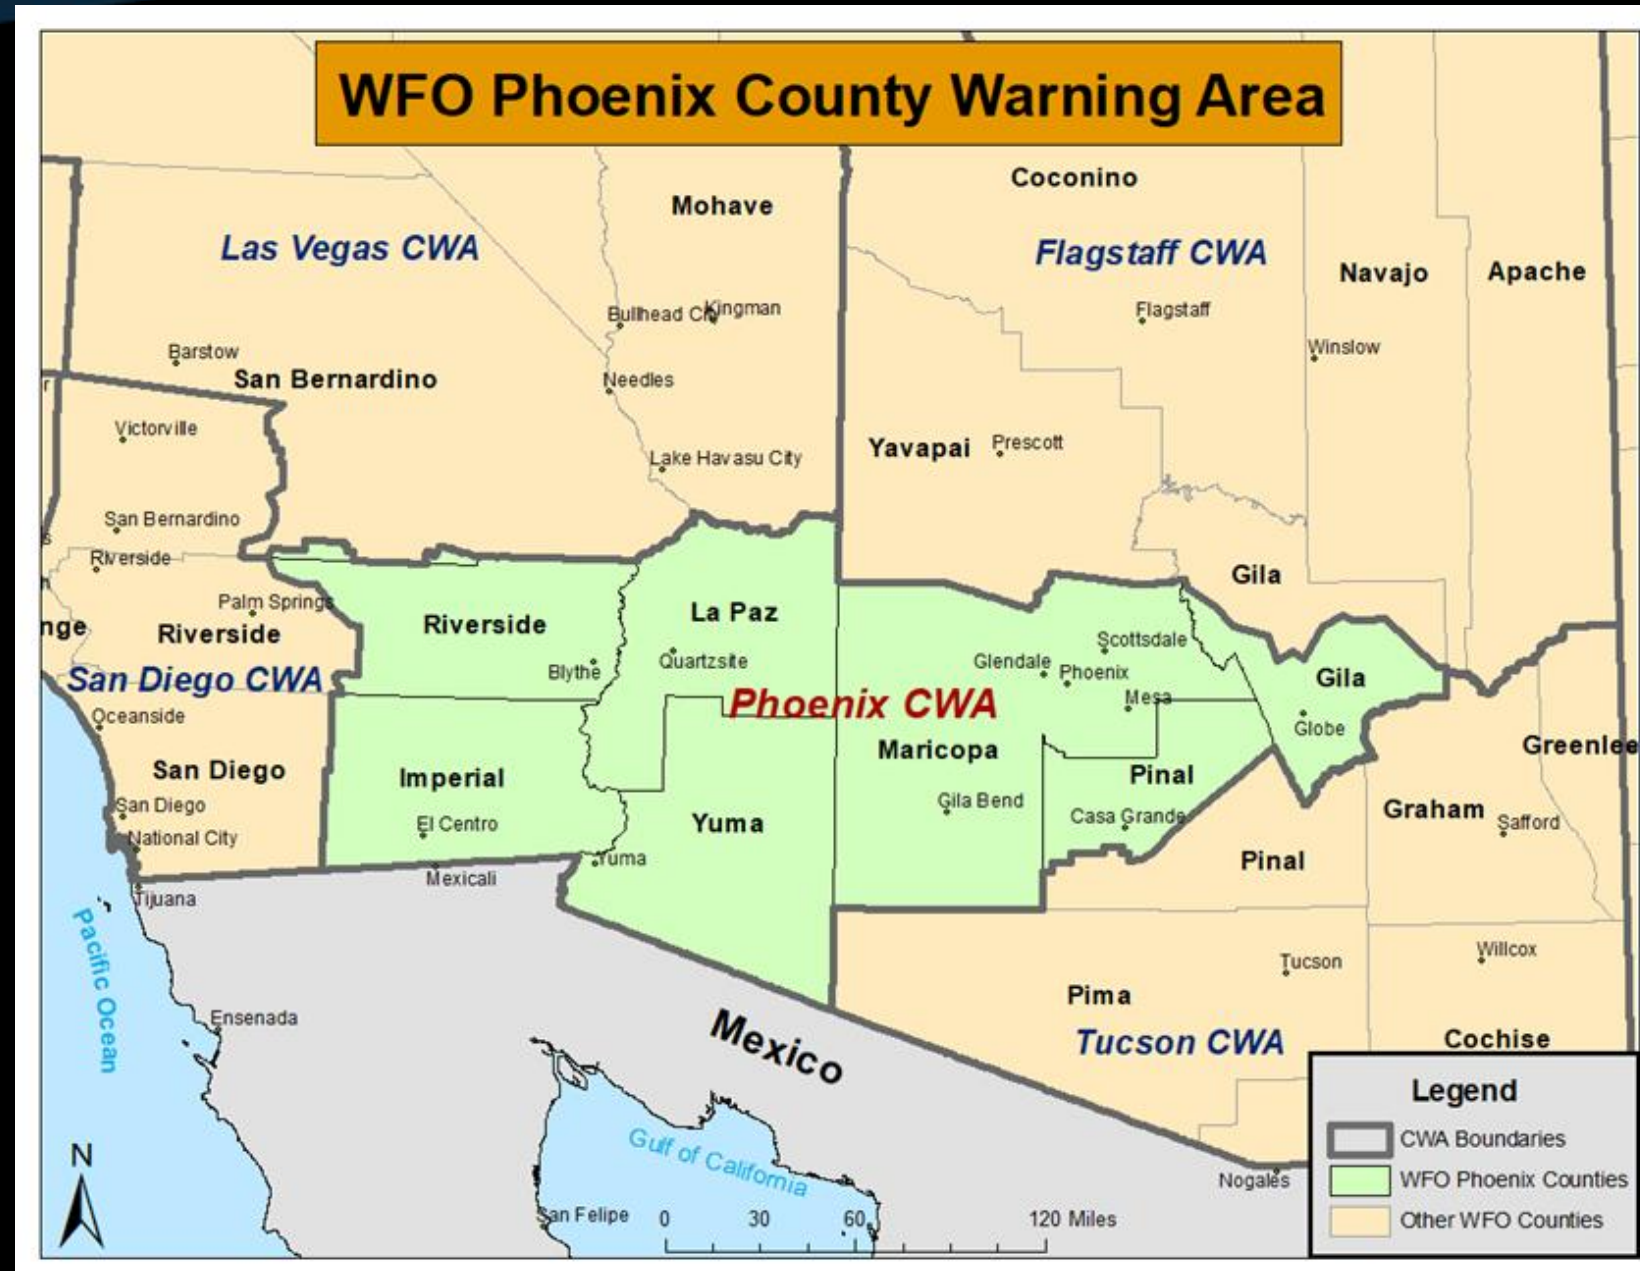 WFO Phoenix County Warning Area
Coconino
Mohave
Las Vegas CWA
Flagstaff CWA
Navajo
Apache
Bullhead City
Kingman
Flagstaff
Winslow
Barstow
San Bernardino
Needles
r
Victorville
Yavapai
Prescott
Lake Havasu City
San Bernardino
s
Riverside
h
Gila
Palm Springs
La Paz
Riverside
nge
Riverside
Scottsdale
Quartzsite
Glendale
Phoenix
Blythe
San Diego CWA
Gila
Phoenix CWA
Mesa
Oceanside
Globe
Maricopa
Greenlee
San Diego
Imperial
Pinal
San Diego
Gila Bend
Graham
El Centro
Yuma
Casa Grande
Safford
National City
Yuma
Pinal
Mexicali
Tijuana
Pacific Ocean
Willcox
Tucson
Pima
Ensenada
Mexico
Tucson CWA
Cochise
Legend
CWA Boundaries
WFO Phoenix Counties
Other WFO Counties
Gulf of California
N
Nogales
San Felipe
0 30 60 120 Miles